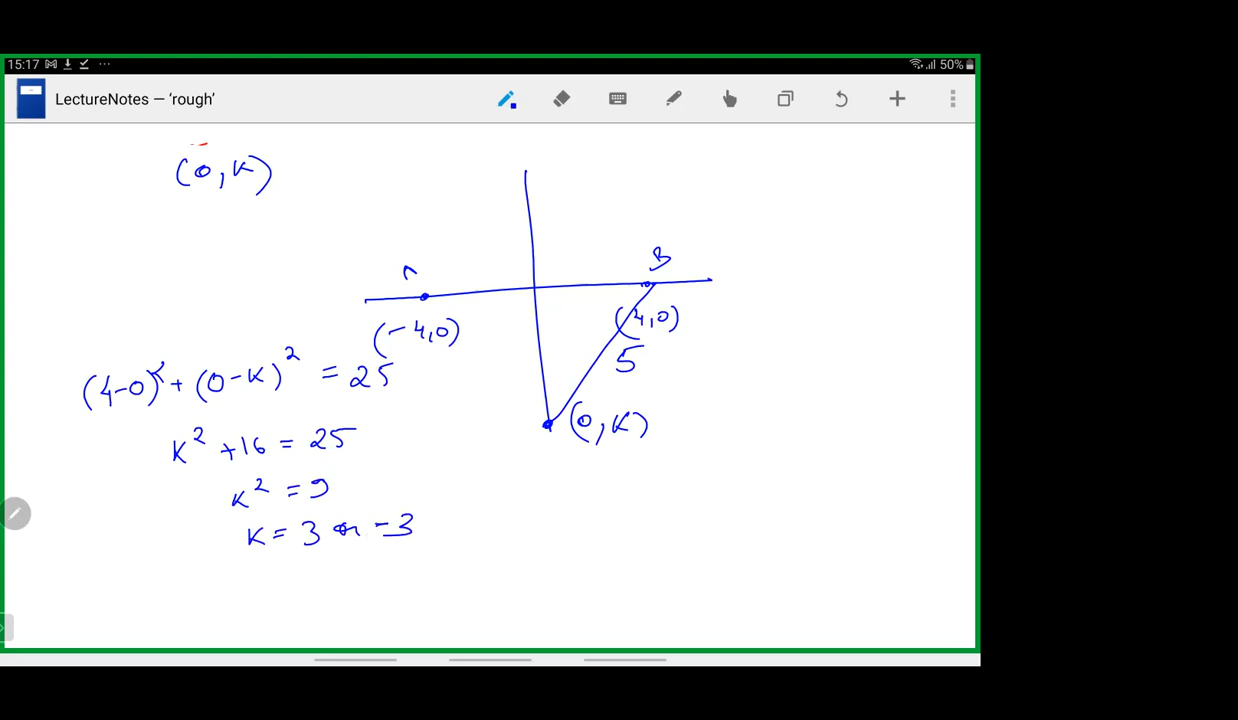 15:17 ... 50%
LectureNotes — 'rough'
(0, K)
B
(-4,0)
(4,0)
5
(0, K)
(4-0)² + (0-K)² = 25
K² + 16 = 25
K² = 9
K = 3 or -3